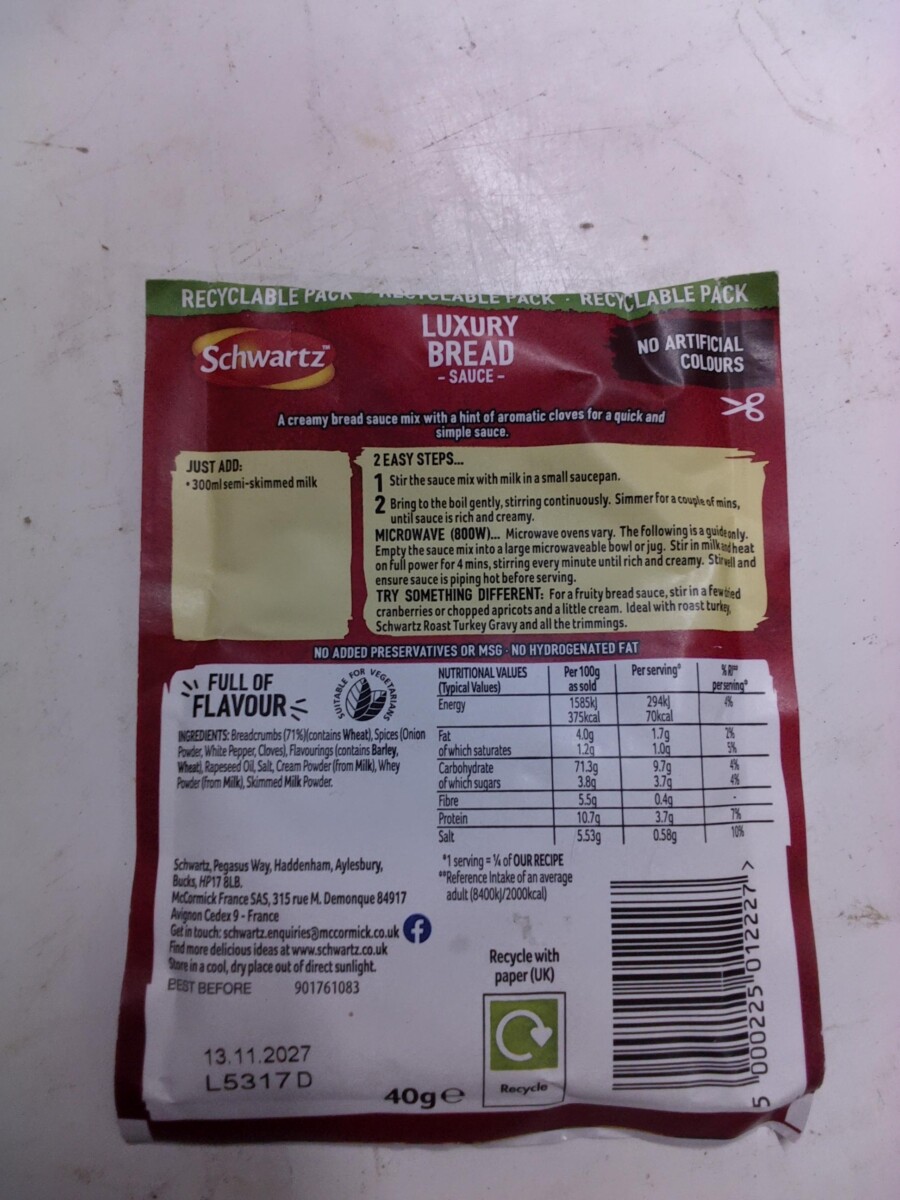 RECYCLABLE PACK · RECYCLABLE PACK · RECYCLABLE PACK
Schwartz™
LUXURY
BREAD
- SAUCE -
NO ARTIFICIAL
COLOURS
A creamy bread sauce mix with a hint of aromatic cloves for a quick and
simple sauce.
JUST ADD:
• 300ml semi-skimmed milk
2 EASY STEPS...
1 Stir the sauce mix with milk in a small saucepan.
2 Bring to the boil gently, stirring continuously. Simmer for a couple of mins,
until sauce is rich and creamy.
MICROWAVE (800W)... Microwave ovens vary. The following is a guide only.
Empty the sauce mix into a large microwaveable bowl or jug. Stir in milk and heat
on full power for 4 mins, stirring every minute until rich and creamy. Stir well and
ensure sauce is piping hot before serving.
TRY SOMETHING DIFFERENT: For a fruity bread sauce, stir in a few dried
cranberries or chopped apricots and a little cream. Ideal with roast turkey,
Schwartz Roast Turkey Gravy and all the trimmings.
NO ADDED PRESERVATIVES OR MSG · NO HYDROGENATED FAT
FULL OF
FLAVOUR
SUITABLE FOR VEGETARIANS
INGREDIENTS: Breadcrumbs (71%)(contains Wheat), Spices (Onion
Powder, White Pepper, Cloves), Flavourings (contains Barley,
Wheat), Rapeseed Oil, Salt, Cream Powder (from Milk), Whey
Powder (from Milk), Skimmed Milk Powder.
NUTRITIONAL VALUES Per 100g Per serving* % RI**
(Typical Values) as sold per serving*
Energy 1585kj 294kj 4%
375kcal 70kcal
Fat 4.0g 1.7g 2%
of which saturates 1.2g 1.0g 5%
Carbohydrate 71.3g 9.7g 4%
of which sugars 3.8g 3.7g 4%
Fibre 5.5g 0.4g -
Protein 10.7g 3.7g 7%
Salt 5.53g 0.58g 10%
*1 serving = ¼ of OUR RECIPE
**Reference Intake of an average
adult (8400kj/2000kcal)
Schwartz, Pegasus Way, Haddenham, Aylesbury,
Bucks, HP17 8LB.
McCormick France SAS, 315 rue M. Demonque 84917
Avignon Cedex 9 - France
Get in touch: schwartz.enquiries@mccormick.co.uk
Find more delicious ideas at www.schwartz.co.uk
Store in a cool, dry place out of direct sunlight.
BEST BEFORE 901761083
13.11.2027
L5317D
40g e
Recycle with
paper (UK)
Recycle
5 000225 012227 >